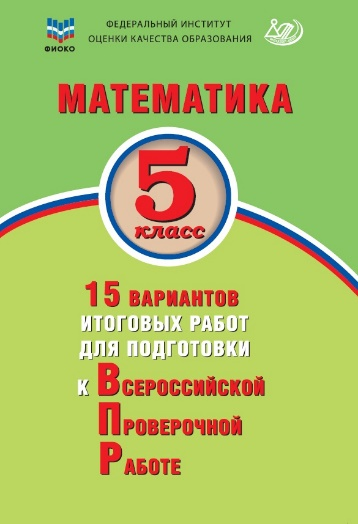 ФЕДЕРАЛЬНЫЙ ИНСТИТУТ
ОЦЕНКИ КАЧЕСТВА ОБРАЗОВАНИЯ
ФИОКО
МАТЕМАТИКА
5
класс
15 ВАРИАНТОВ
ИТОГОВЫХ РАБОТ
ДЛЯ ПОДГОТОВКИ
К ВСЕРОССИЙСКОЙ
ПРОВЕРОЧНОЙ
РАБОТЕ